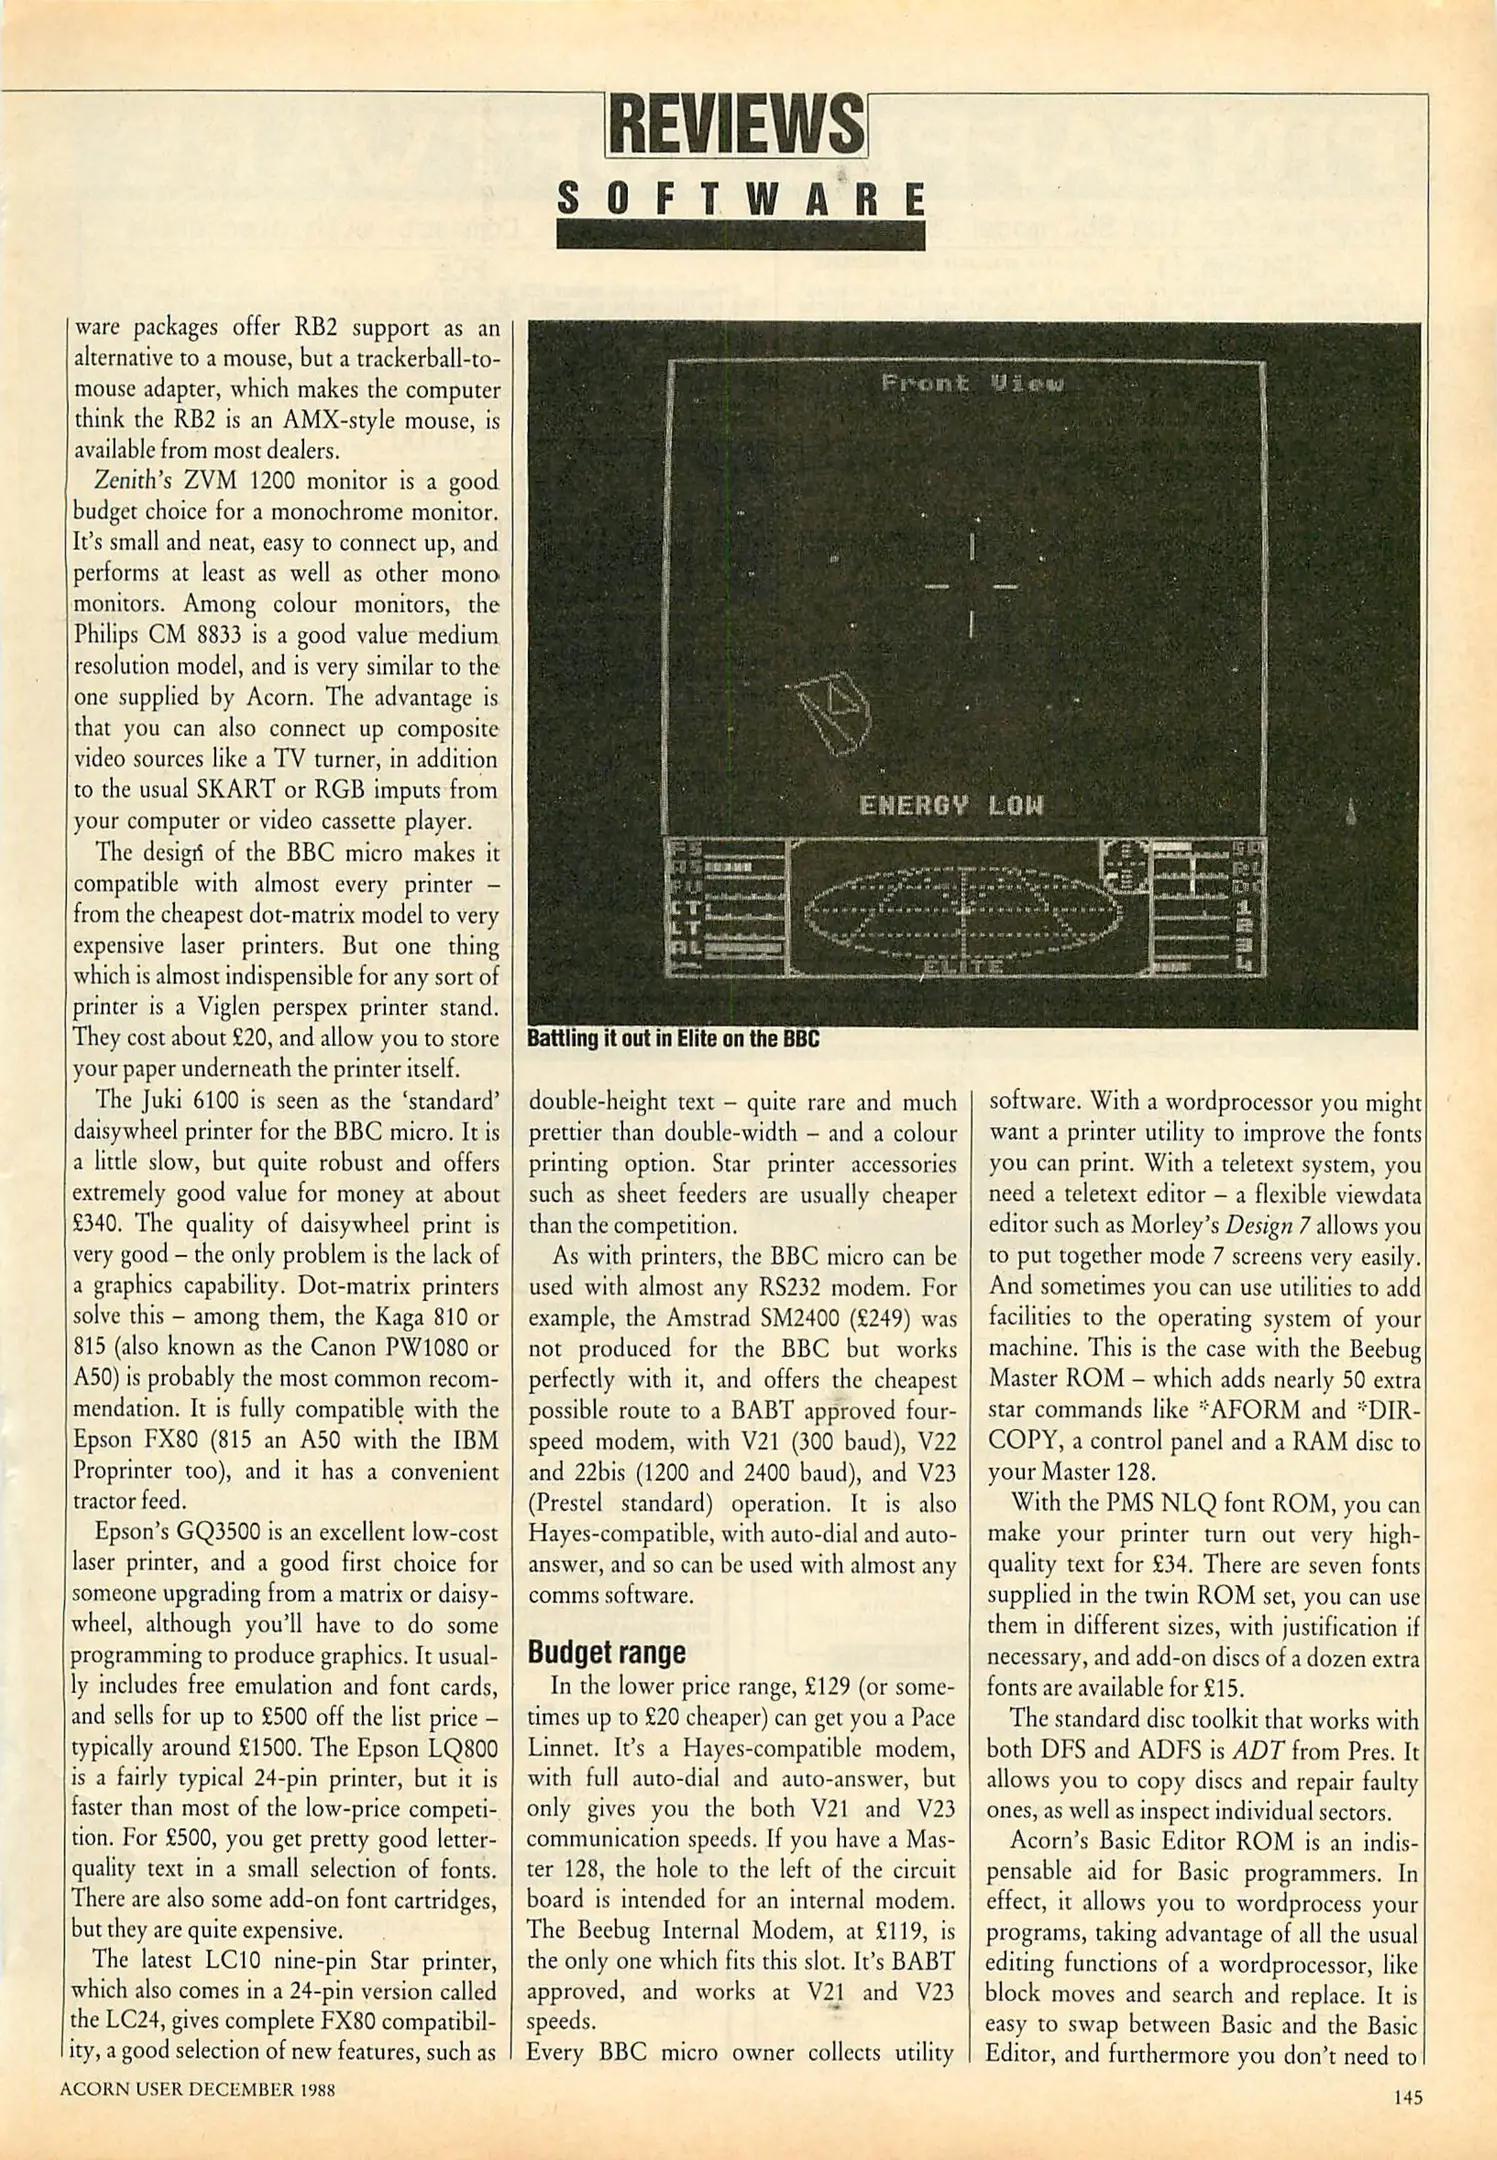 REVIEWS
SOFTWARE
ware packages offer RB2 support as an
alternative to a mouse, but a trackerball-to-
mouse adapter, which makes the computer
think the RB2 is an AMX-style mouse, is
available from most dealers.
Zenith's ZVM 1200 monitor is a good
budget choice for a monochrome monitor.
It's small and neat, easy to connect up, and
performs at least as well as other mono
monitors. Among colour monitors, the
Philips CM 8833 is a good value medium
resolution model, and is very similar to the
one supplied by Acorn. The advantage is
that you can also connect up composite
video sources like a TV turner, in addition
to the usual SKART or RGB imputs from
your computer or video cassette player.
The design of the BBC micro makes it
compatible with almost every printer –
from the cheapest dot-matrix model to very
expensive laser printers. But one thing
which is almost indispensible for any sort of
printer is a Viglen perspex printer stand.
They cost about £20, and allow you to store
your paper underneath the printer itself.
The Juki 6100 is seen as the 'standard'
daisywheel printer for the BBC micro. It is
a little slow, but quite robust and offers
extremely good value for money at about
£340. The quality of daisywheel print is
very good – the only problem is the lack of
a graphics capability. Dot-matrix printers
solve this – among them, the Kaga 810 or
815 (also known as the Canon PW1080 or
A50) is probably the most common recom-
mendation. It is fully compatible with the
Epson FX80 (815 an A50 with the IBM
Proprinter too), and it has a convenient
tractor feed.
Epson's GQ3500 is an excellent low-cost
laser printer, and a good first choice for
someone upgrading from a matrix or daisy-
wheel, although you'll have to do some
programming to produce graphics. It usual-
ly includes free emulation and font cards,
and sells for up to £500 off the list price –
typically around £1500. The Epson LQ800
is a fairly typical 24-pin printer, but it is
faster than most of the low-price competi-
tion. For £500, you get pretty good letter-
quality text in a small selection of fonts.
There are also some add-on font cartridges,
but they are quite expensive.
The latest LC10 nine-pin Star printer,
which also comes in a 24-pin version called
the LC24, gives complete FX80 compatibil-
ity, a good selection of new features, such as
Front View
ENERGY LOW
FS
AS
FV
CT
LT
AL
ELITE
SP
RL
DC
1
2
3
4
Battling it out in Elite on the BBC
double-height text – quite rare and much
prettier than double-width – and a colour
printing option. Star printer accessories
such as sheet feeders are usually cheaper
than the competition.
As with printers, the BBC micro can be
used with almost any RS232 modem. For
example, the Amstrad SM2400 (£249) was
not produced for the BBC but works
perfectly with it, and offers the cheapest
possible route to a BABT approved four-
speed modem, with V21 (300 baud), V22
and 22bis (1200 and 2400 baud), and V23
(Prestel standard) operation. It is also
Hayes-compatible, with auto-dial and auto-
answer, and so can be used with almost any
comms software.
Budget range
In the lower price range, £129 (or some-
times up to £20 cheaper) can get you a Pace
Linnet. It's a Hayes-compatible modem,
with full auto-dial and auto-answer, but
only gives you the both V21 and V23
communication speeds. If you have a Mas-
ter 128, the hole to the left of the circuit
board is intended for an internal modem.
The Beebug Internal Modem, at £119, is
the only one which fits this slot. It's BABT
approved, and works at V21 and V23
speeds.
Every BBC micro owner collects utility
software. With a wordprocessor you might
want a printer utility to improve the fonts
you can print. With a teletext system, you
need a teletext editor – a flexible viewdata
editor such as Morley's Design 7 allows you
to put together mode 7 screens very easily.
And sometimes you can use utilities to add
facilities to the operating system of your
machine. This is the case with the Beebug
Master ROM – which adds nearly 50 extra
star commands like *AFORM and *DIR-
COPY, a control panel and a RAM disc to
your Master 128.
With the PMS NLQ font ROM, you can
make your printer turn out very high-
quality text for £34. There are seven fonts
supplied in the twin ROM set, you can use
them in different sizes, with justification if
necessary, and add-on discs of a dozen extra
fonts are available for £15.
The standard disc toolkit that works with
both DFS and ADFS is ADT from Pres. It
allows you to copy discs and repair faulty
ones, as well as inspect individual sectors.
Acorn's Basic Editor ROM is an indis-
pensable aid for Basic programmers. In
effect, it allows you to wordprocess your
programs, taking advantage of all the usual
editing functions of a wordprocessor, like
block moves and search and replace. It is
easy to swap between Basic and the Basic
Editor, and furthermore you don't need to
ACORN USER DECEMBER 1988
145